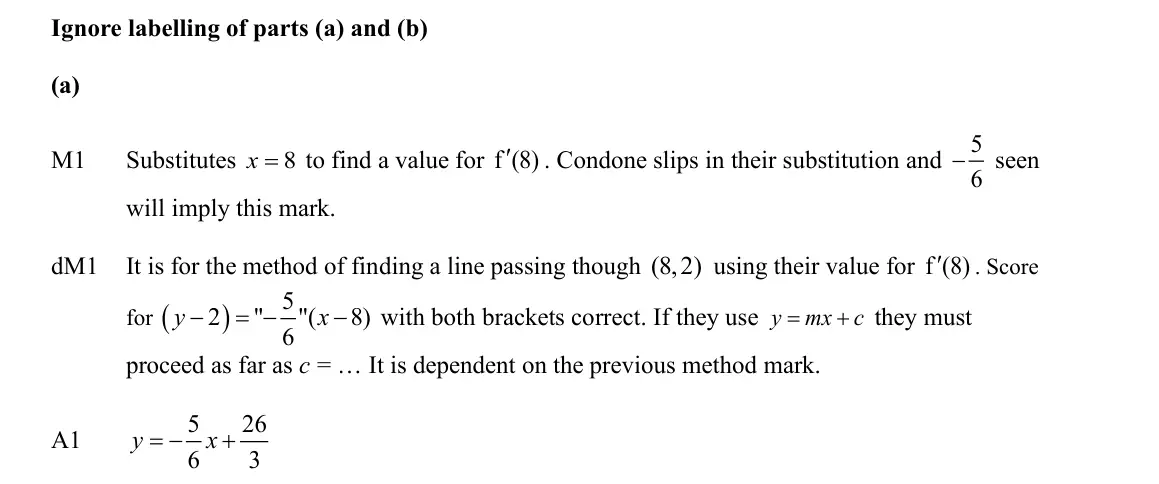 Ignore labelling of parts (a) and (b)
(a)
M1 Substitutes x = 8 to find a value for f′(8). Condone slips in their substitution and −5/6 seen
will imply this mark.
dM1 It is for the method of finding a line passing though (8,2) using their value for f′(8). Score
for (y−2)="−5/6"(x−8) with both brackets correct. If they use y = mx + c they must
proceed as far as c = … It is dependent on the previous method mark.
A1 y = −5/6 x + 26/3